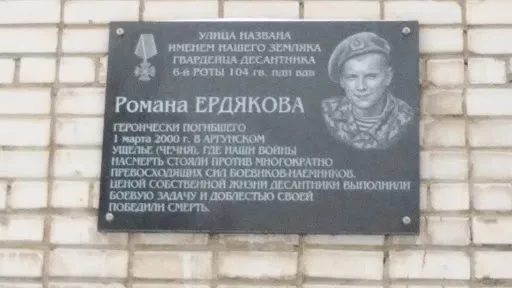 УЛИЦА НАЗВАНА
ИМЕНЕМ НАШЕГО ЗЕМЛЯКА
ГВАРДЕЙЦА ДЕСАНТНИКА
6-й РОТЫ 104 гв. пдп вдв
Романа ЕРДЯКОВА
ГЕРОИЧЕСКИ ПОГИБШЕГО
1 марта 2000 г. В АРГУНСКОМ
УЩЕЛЬЕ (ЧЕЧНЯ), ГДЕ НАШИ ВОЙНЫ
НАСМЕРТЬ СТОЯЛИ ПРОТИВ МНОГОКРАТНО
ПРЕВОСХОДЯЩИХ СИЛ БОЕВИКОВ-НАЕМНИКОВ.
ЦЕНОЙ СОБСТВЕННОЙ ЖИЗНИ ДЕСАНТНИКИ ВЫПОЛНИЛИ
БОЕВУЮ ЗАДАЧУ И ДОБЛЕСТЬЮ СВОЕЙ
ПОБЕДИЛИ СМЕРТЬ.